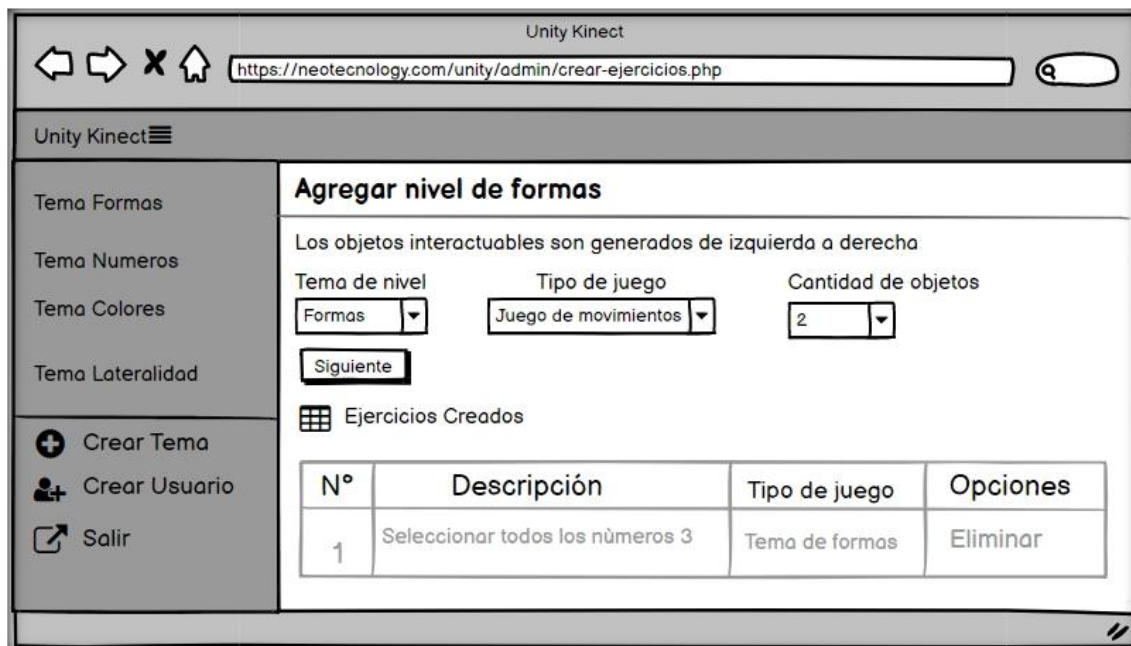 Unity Kinect
https://neotecnology.com/unity/admin/crear-ejercicios.php
Unity Kinect
Tema Formas
Tema Numeros
Tema Colores
Tema Lateralidad
Crear Tema
Crear Usuario
Salir
Agregar nivel de formas
Los objetos interactuables son generados de izquierda a derecha
Tema de nivel Tipo de juego Cantidad de objetos
Formas Juego de movimientos 2
Siguiente
Ejercicios Creados
N° Descripción Tipo de juego Opciones
1 Seleccionar todos los nùmeros 3 Tema de formas Eliminar